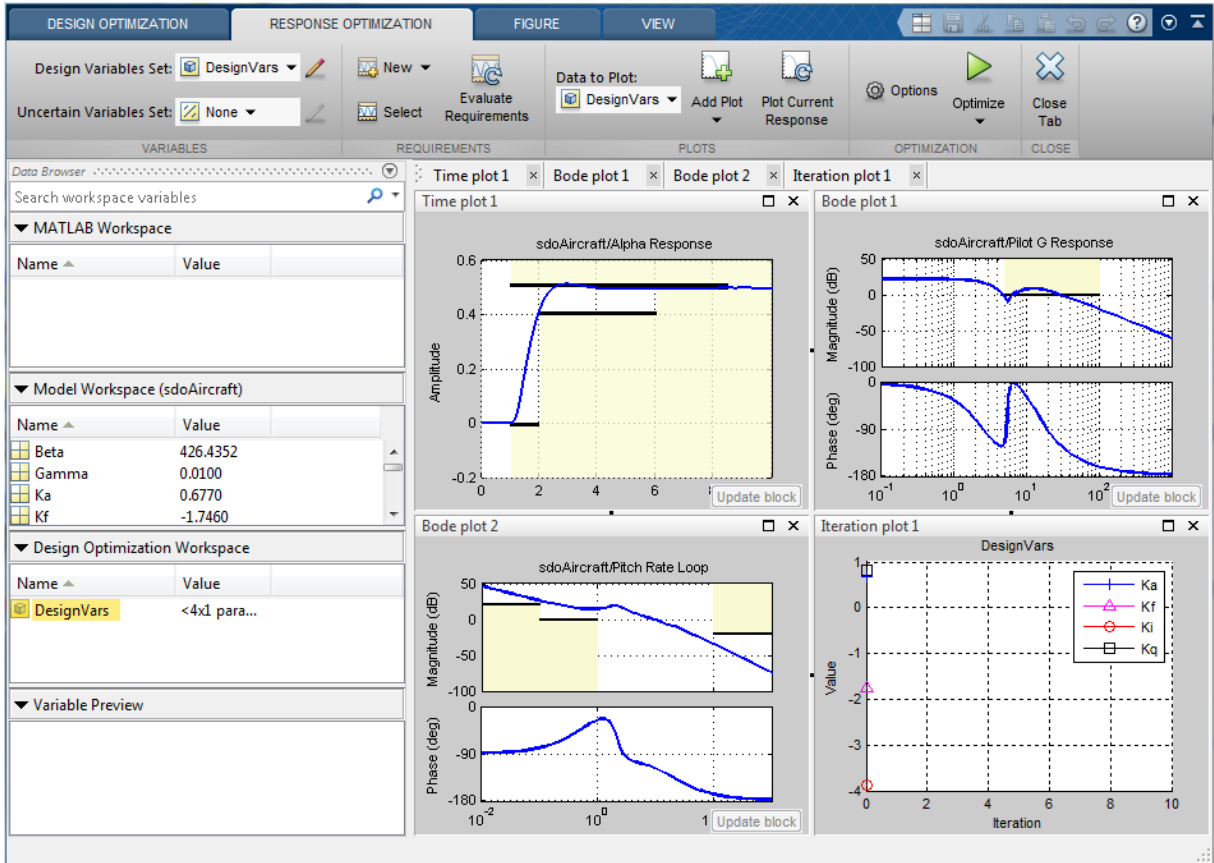 DESIGN OPTIMIZATION RESPONSE OPTIMIZATION FIGURE VIEW
Design Variables Set: DesignVars
Uncertain Variables Set: None
VARIABLES
New
Select
Evaluate
Requirements
REQUIREMENTS
Data to Plot:
DesignVars
Add Plot
Plot Current
Response
PLOTS
Options
Optimize
OPTIMIZATION
Close
Tab
CLOSE
Data Browser
Search workspace variables
MATLAB Workspace
Name Value
Model Workspace (sdoAircraft)
Name Value
Beta 426.4352
Gamma 0.0100
Ka 0.6770
Kf -1.7460
Design Optimization Workspace
Name Value
DesignVars <4x1 para...
Variable Preview
Time plot 1 × Bode plot 1 × Bode plot 2 × Iteration plot 1 ×
Time plot 1
sdoAircraft/Alpha Response
Amplitude
0.6
0.4
0.2
0
-0.2
0 2 4 6
Update block
Bode plot 1
sdoAircraft/Pilot G Response
Magnitude (dB)
50
0
-50
-100
Phase (deg)
0
-90
-180
10-1 100 101 102
Update block
Bode plot 2
sdoAircraft/Pitch Rate Loop
Magnitude (dB)
50
0
-50
-100
Phase (deg)
0
-90
-180
10-2 100 1
Update block
Iteration plot 1
DesignVars
Value
1
0
-1
-2
-3
-4
0 2 4 6 8 10
Iteration
Ka
Kf
Ki
Kq